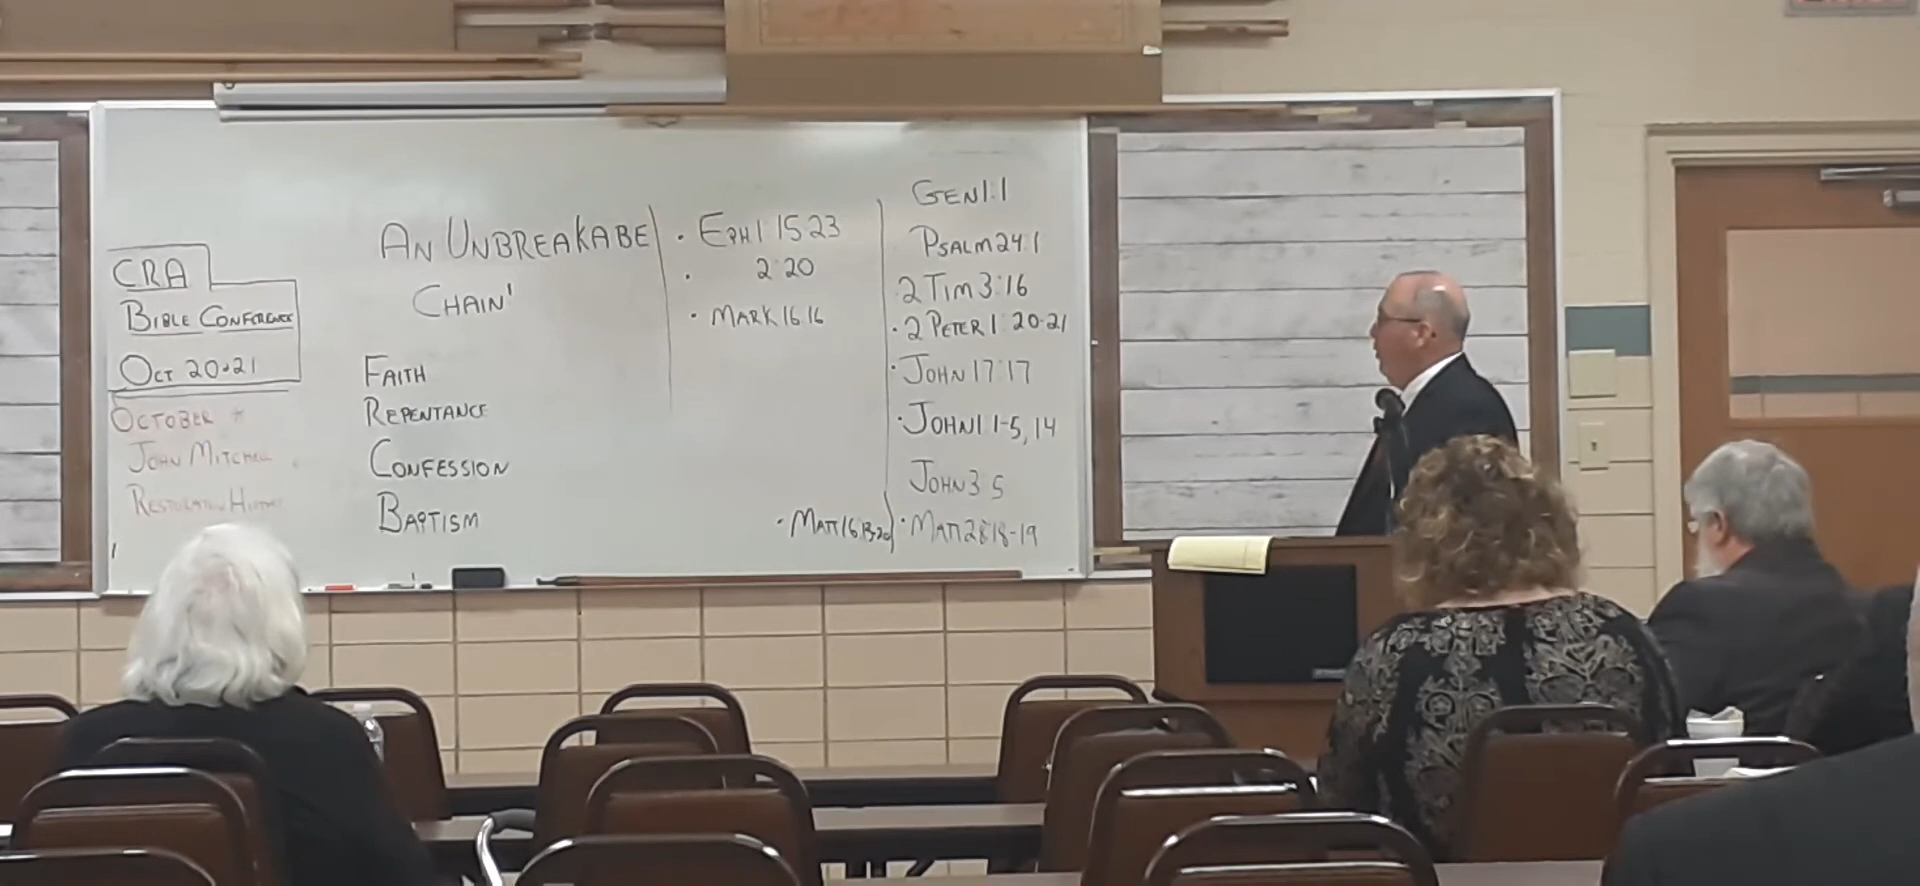 CRA
BIBLE CONFERENCE
OCT 20-21
OCTOBER
JOHN MITCHELL
AN UNBREAKABE
CHAIN'
FAITH
REPENTANCE
CONFESSION
BAPTISM
• EPH 1 15 23
• 2:20
• MARK 16 16
• MATT 16,13-20
GEN 1:1
PSALM 24:1
2 TIM 3:16
• 2 PETER 1:20-21
• JOHN 17:17
• JOHN 1 1-5, 14
JOHN 3 5
• MATT 28:18-19